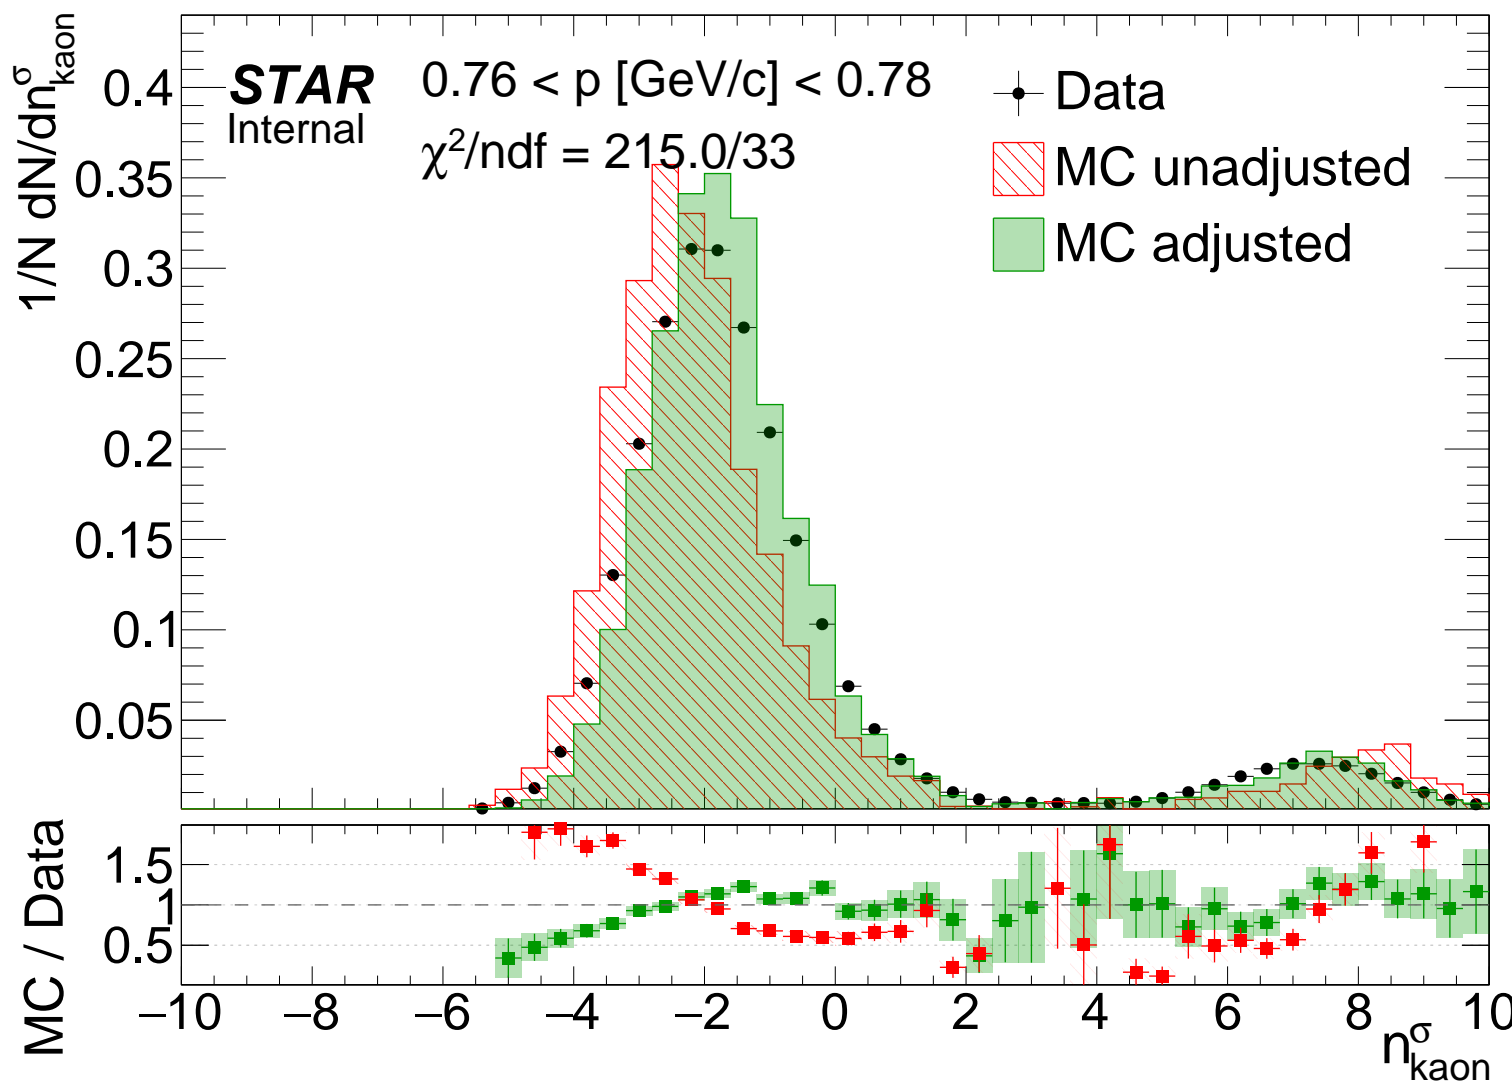 1/N dN/dn^σ_kaon
STAR
Internal
0.76 < p [GeV/c] < 0.78
χ²/ndf = 215.0/33
Data
MC unadjusted
MC adjusted
0.4
0.35
0.3
0.25
0.2
0.15
0.1
0.05
MC / Data
1.5
1
0.5
−10 −8 −6 −4 −2 0 2 4 6 8 10
n^σ_kaon